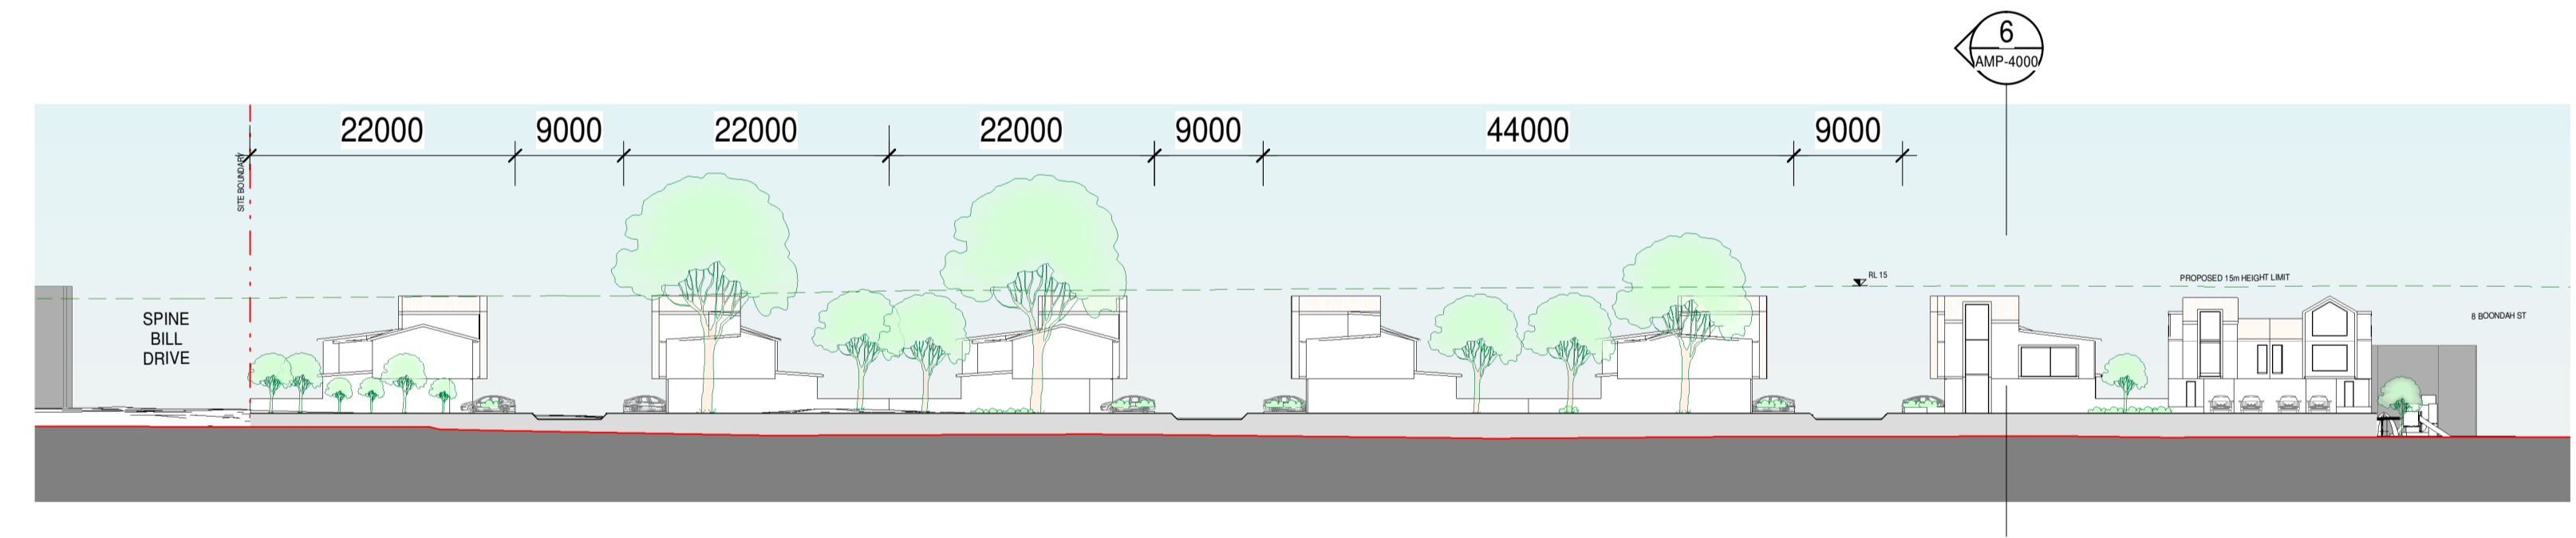 6
AMP-4000
22000
9000
22000
22000
9000
44000
9000
SITE BOUNDARY
RL 15
PROPOSED 15m HEIGHT LIMIT
8 BOONDAH ST
SPINE
BILL
DRIVE